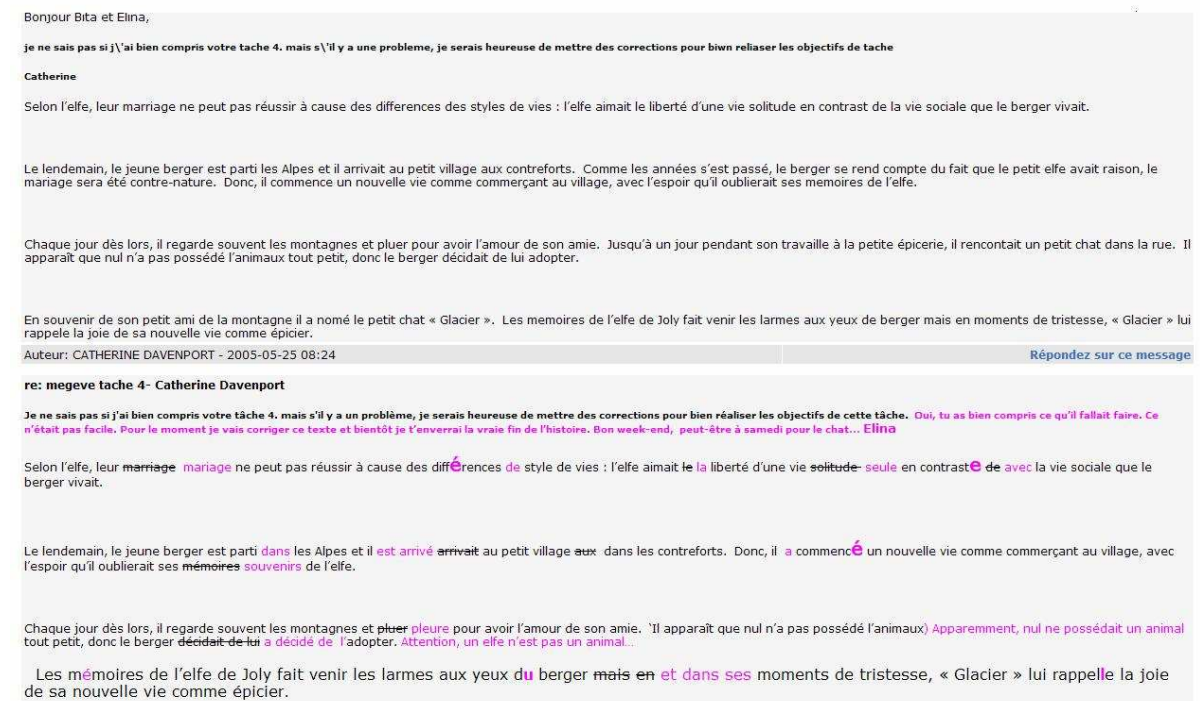 Bonjour Bita et Elina,
je ne sais pas si j\'ai bien compris votre tache 4. mais s\'il y a une probleme, je serais heureuse de mettre des corrections pour biwn reliaser les objectifs de tache
Catherine
Selon l'elfe, leur marriage ne peut pas réussir à cause des differences des styles de vies : l'elfe aimait le liberté d'une vie solitude en contrast de la vie sociale que le berger vivait.
Le lendemain, le jeune berger est parti les Alpes et il arrivait au petit village aux contreforts. Comme les années s'est passé, le berger se rend compte du fait que le petit elfe avait raison, le
mariage sera été contre-nature. Donc, il commence un nouvelle vie comme commerçant au village, avec l'espoir qu'il oublierait ses memoires de l'elfe.
Chaque jour dès lors, il regarde souvent les montagnes et pluer pour avoir l'amour de son amie. Jusqu'à un jour pendant son travaille à la petite épicerie, il rencontait un petit chat dans la rue. Il
apparaît que nul n'a pas possédé l'animaux tout petit, donc le berger décidait de lui adopter.
En souvenir de son petit ami de la montagne il a nomé le petit chat « Glacier ». Les memoires de l'elfe de Joly fait venir les larmes aux yeux de berger mais en moments de tristesse, « Glacier » lui
rappele la joie de sa nouvelle vie comme épicier.
Auteur: CATHERINE DAVENPORT - 2005-05-25 08:24 Répondez sur ce message
re: megeve tache 4- Catherine Davenport
Je ne sais pas si j'ai bien compris votre tâche 4. mais s'il y a un problème, je serais heureuse de mettre des corrections pour bien réaliser les objectifs de cette tâche. Oui, tu as bien compris ce qu'il fallait faire. Ce
n'était pas facile. Pour le moment je vais corriger ce texte et bientôt je t'enverrai la vraie fin de l'histoire. Bon week-end, peut-être à samedi pour le chat... Elina
Selon l'elfe, leur marriage mariage ne peut pas réussir à cause des différences de style de vies : l'elfe aimait le la liberté d'une vie solitude seule en contraste de avec la vie sociale que le
berger vivait.
Le lendemain, le jeune berger est parti dans les Alpes et il est arrivé arrivait au petit village aux dans les contreforts. Donc, il a commencé un nouvelle vie comme commerçant au village, avec
l'espoir qu'il oublierait ses mémoires souvenirs de l'elfe.
Chaque jour dès lors, il regarde souvent les montagnes et pluer pleure pour avoir l'amour de son amie. `Il apparaît que nul n'a pas possédé l'animaux) Apparemment, nul ne possédait un animal
tout petit, donc le berger décidait de lui a décidé de l'adopter. Attention, un elfe n'est pas un animal...
Les mémoires de l'elfe de Joly fait venir les larmes aux yeux du berger mais en et dans ses moments de tristesse, « Glacier » lui rappelle la joie
de sa nouvelle vie comme épicier.